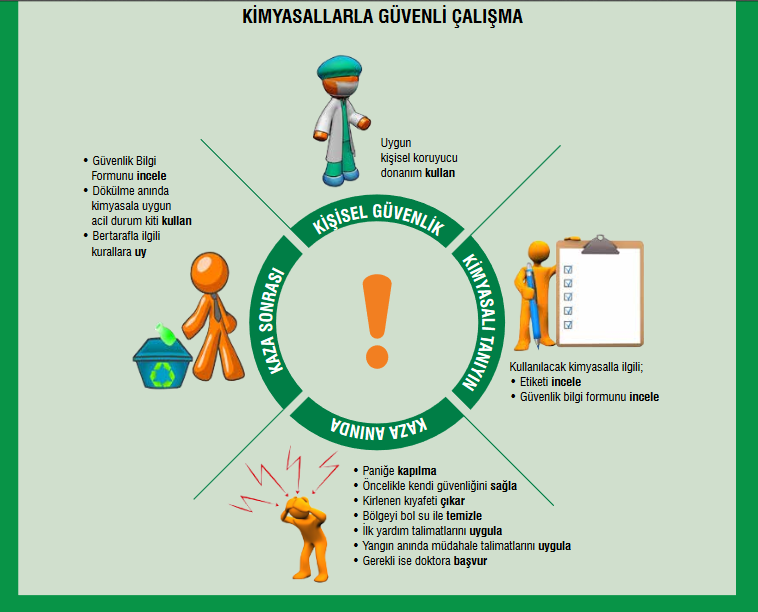 KİMYASALLARLA GÜVENLİ ÇALIŞMA
Uygun
kişisel koruyucu
donanım kullan
• Güvenlik Bilgi
Formunu incele
• Dökülme anında
kimyasala uygun
acil durum kiti kullan
• Bertarafla ilgili
kurallara uy
KİŞİSEL GÜVENLİK
KİMYASALI TANIYIN
KAZA ANINDA
KAZA SONRASI
!
Kullanılacak kimyasalla ilgili;
• Etiketi incele
• Güvenlik bilgi formunu incele
• Paniğe kapılma
• Öncelikle kendi güvenliğini sağla
• Kirlenen kıyafeti çıkar
• Bölgeyi bol su ile temizle
• İlk yardım talimatlarını uygula
• Yangın anında müdahale talimatlarını uygula
• Gerekli ise doktora başvur